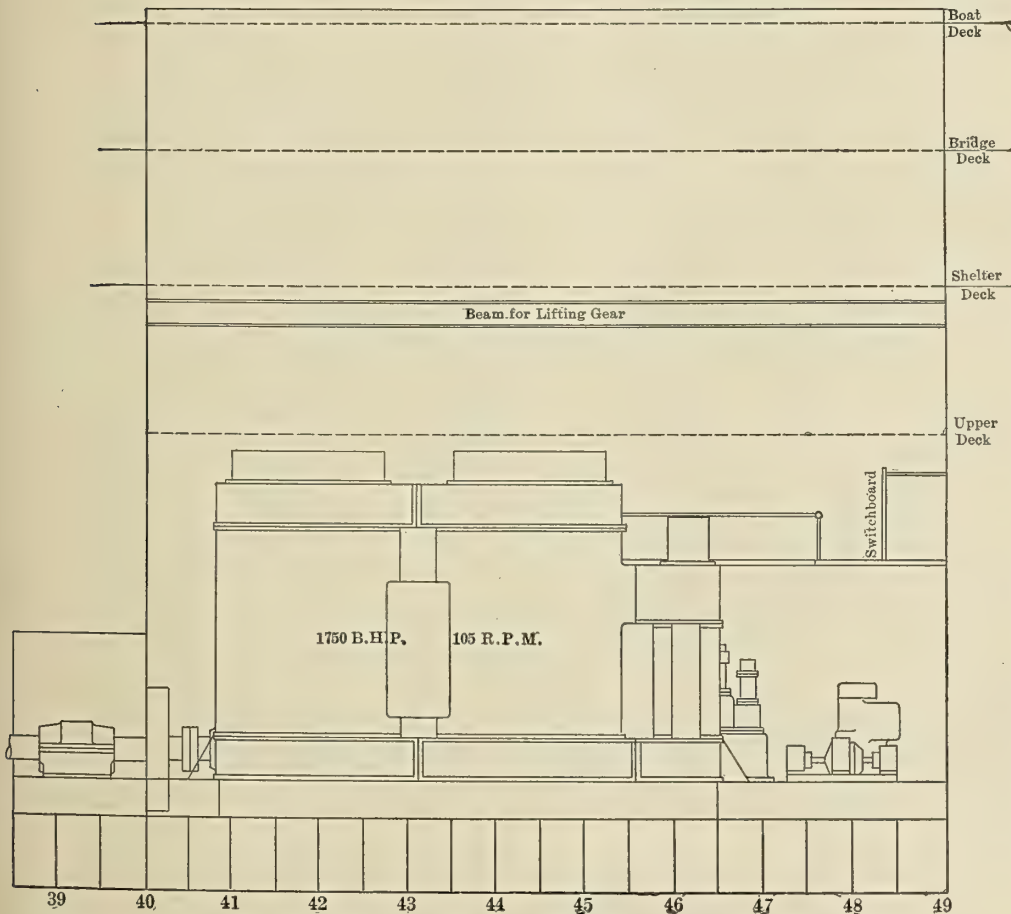 Boat
Deck
Bridge
Deck
Shelter
Deck
Beam for Lifting Gear
Upper
Deck
Switchboard
1750 B.H.P. 105 R.P.M.
39 40 41 42 43 44 45 46 47 48 49